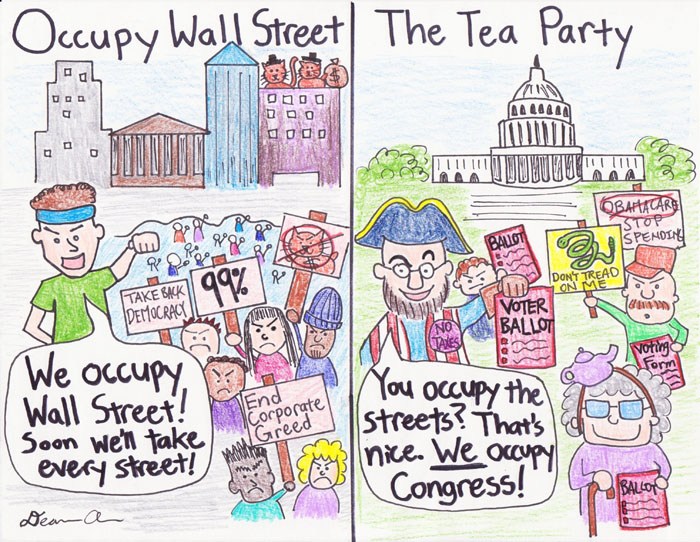 Occupy Wall Street
$
TAKE BACK
DEMOCRACY
99%
We occupy
Wall Street!
Soon we'll take
every street!
End
Corporate
Greed
The Tea Party
OBAMACARE
STOP
SPENDING
BALLOT
DON'T TREAD
ON ME
VOTER
BALLOT
NO
TAXES
Voting
Form
You occupy the
streets? That's
nice. We occupy
Congress!
BALLOT